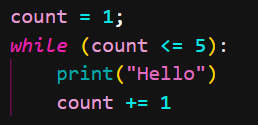 count = 1;
while (count <= 5):
    print("Hello")
    count += 1